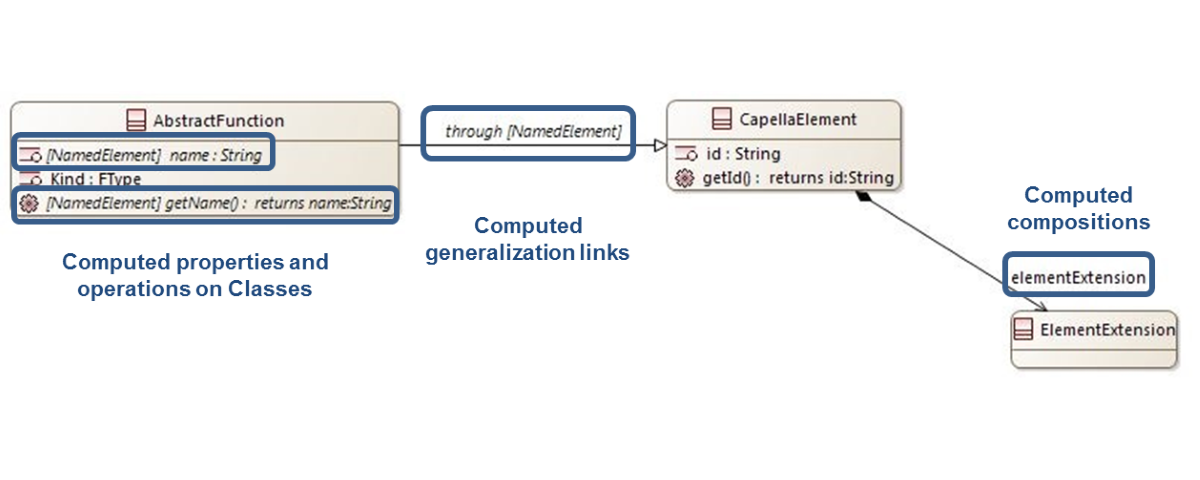 AbstractFunction
[NamedElement] name : String
Kind : FType
[NamedElement] getName() : returns name:String
Computed properties and
operations on Classes
through [NamedElement]
Computed
generalization links
CapellaElement
id : String
getId() : returns id:String
Computed
compositions
elementExtension
ElementExtension